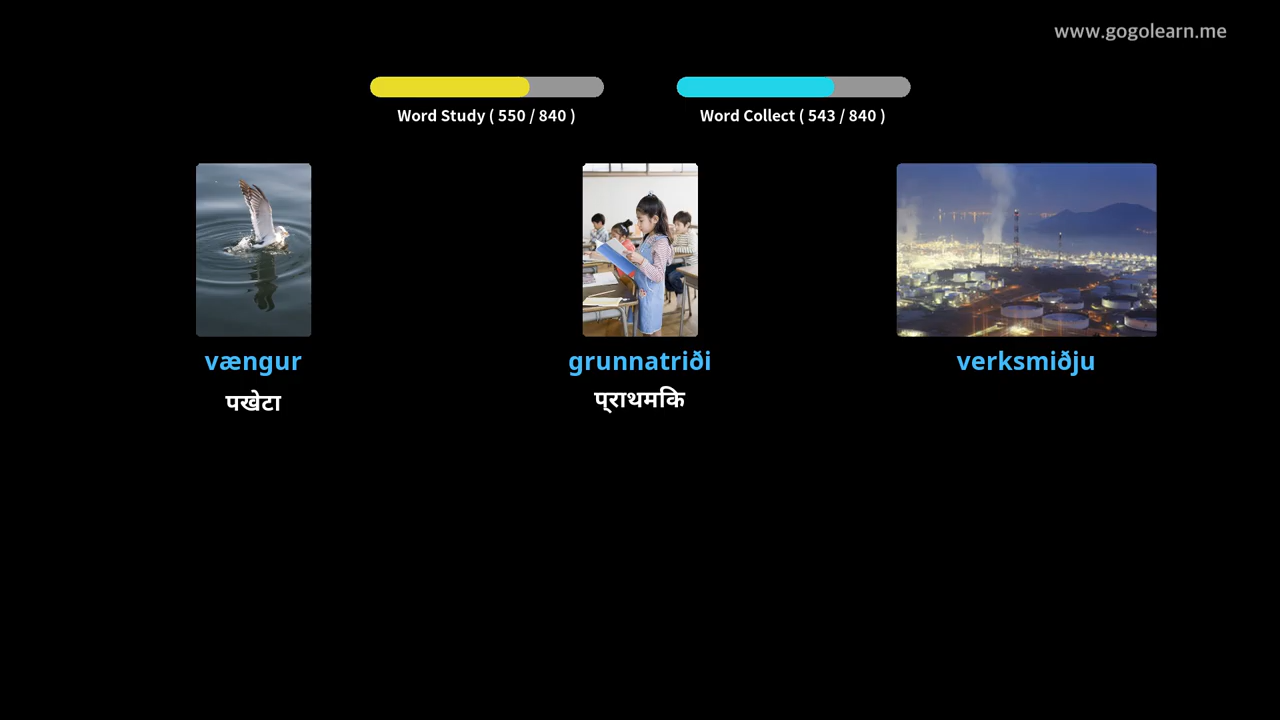 www.gogolearn.me
Word Study ( 550 / 840 )
Word Collect ( 543 / 840 )
vængur
grunnatriði
verksmiðju
पखेटा
प्राथमकि